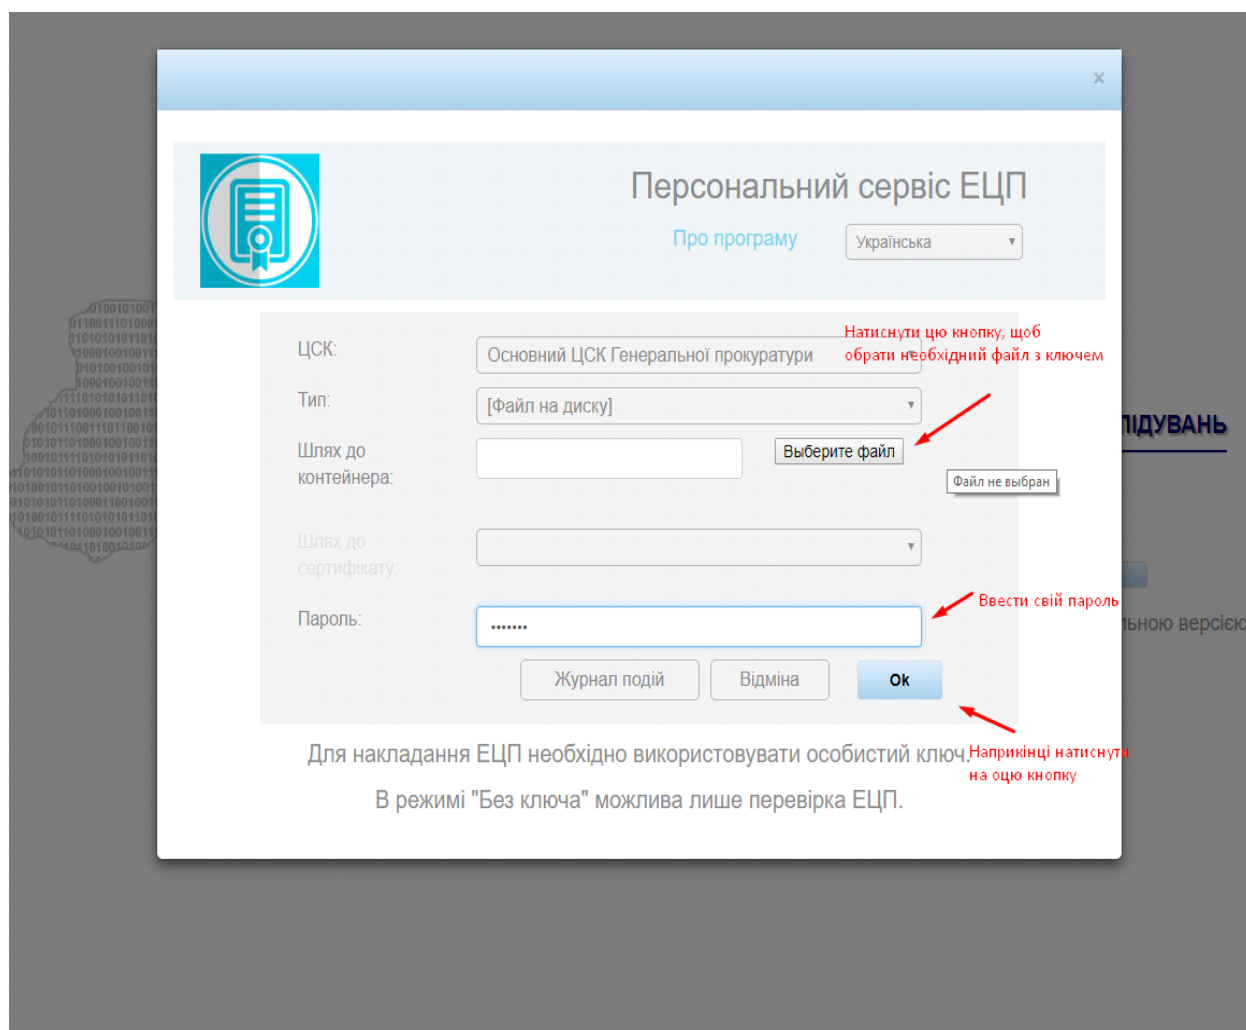 ×
Персональний сервіс ЕЦП
Про програму
Українська
Натиснути цю кнопку, щоб
обрати необхідний файл з ключем
ЦСК:
Основний ЦСК Генеральної прокуратури
Тип:
[Файл на диску]
ЛІДУВАНЬ
Шлях до
контейнера:
Выберите файл
Файл не выбран
Шлях до
сертифікату:
Ввести свій пароль
Пароль:
•••••••
льною версією
Журнал подій
Відміна
Ok
Наприкінці натиснути
на оцю кнопку
Для накладання ЕЦП необхідно використовувати особистий ключ.
В режимі "Без ключа" можлива лише перевірка ЕЦП.